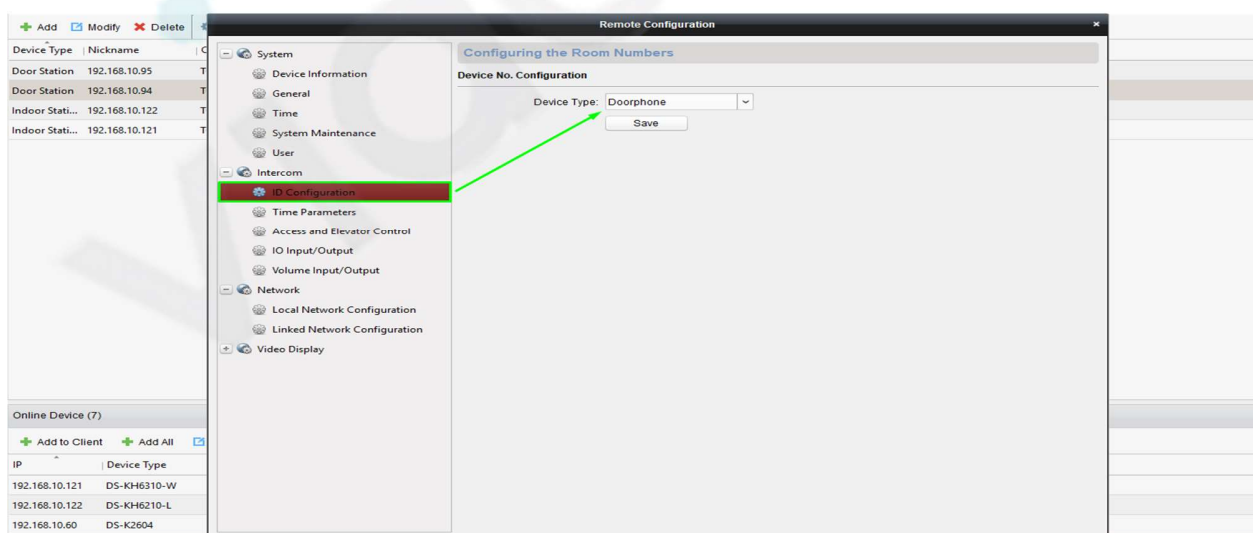 Add Modify Delete
Remote Configuration
Device Type Nickname
Door Station 192.168.10.95
Door Station 192.168.10.94
Indoor Stati... 192.168.10.122
Indoor Stati... 192.168.10.121
System
Device Information
General
Time
System Maintenance
User
Intercom
ID Configuration
Time Parameters
Access and Elevator Control
IO Input/Output
Volume Input/Output
Network
Local Network Configuration
Linked Network Configuration
Video Display
Configuring the Room Numbers
Device No. Configuration
Device Type: Doorphone
Save
Online Device (7)
Add to Client Add All
IP Device Type
192.168.10.121 DS-KH6310-W
192.168.10.122 DS-KH6210-L
192.168.10.60 DS-K2604